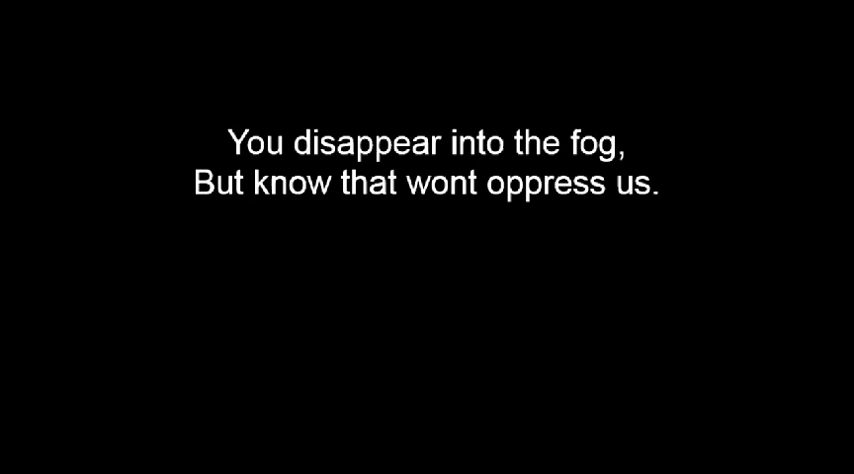 You disappear into the fog,
But know that wont oppress us.